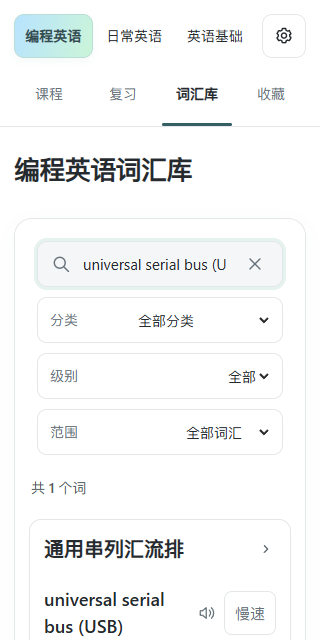 编程英语 日常英语 英语基础
课程 复习 词汇库 收藏
编程英语词汇库
universal serial bus (U
分类 全部分类
级别 全部
范围 全部词汇
共 1 个词
通用串列汇流排
universal serial
bus (USB)
慢速